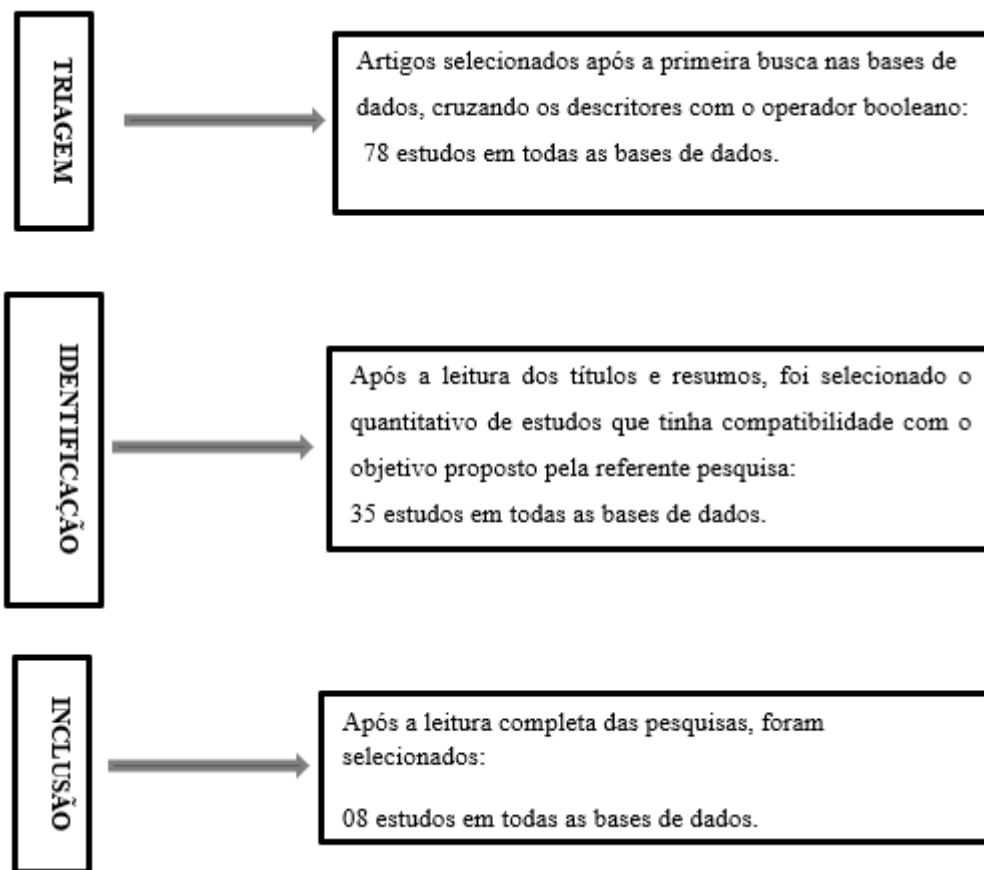 TRIAGEM
Artigos selecionados após a primeira busca nas bases de
dados, cruzando os descritores com o operador booleano:
78 estudos em todas as bases de dados.
IDENTIFICAÇÃO
Após a leitura dos títulos e resumos, foi selecionado o
quantitativo de estudos que tinha compatibilidade com o
objetivo proposto pela referente pesquisa:
35 estudos em todas as bases de dados.
INCLUSÃO
Após a leitura completa das pesquisas, foram
selecionados:
08 estudos em todas as bases de dados.